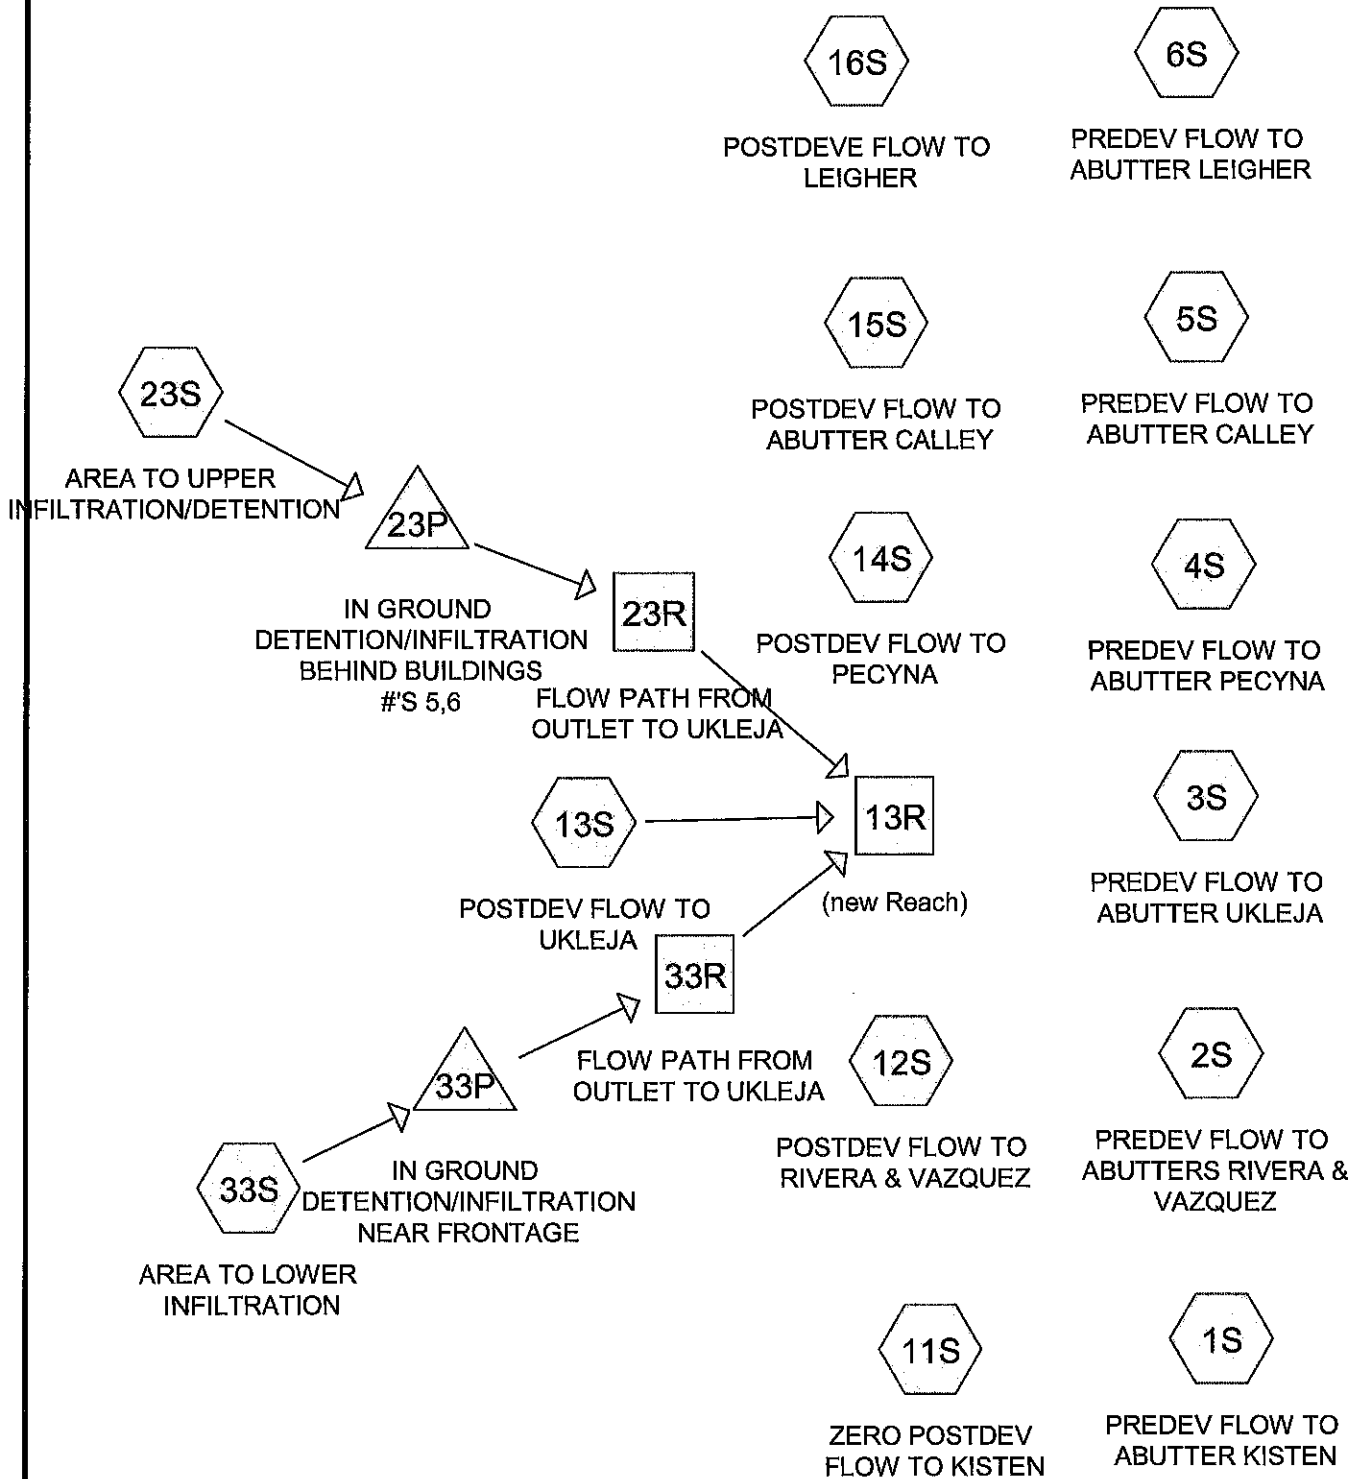 16S
POSTDEVE FLOW TO
LEIGHER
6S
PREDEV FLOW TO
ABUTTER LEIGHER
15S
POSTDEV FLOW TO
ABUTTER CALLEY
5S
PREDEV FLOW TO
ABUTTER CALLEY
23S
AREA TO UPPER
INFILTRATION/DETENTION
23P
IN GROUND
DETENTION/INFILTRATION
BEHIND BUILDINGS
#'S 5,6
23R
FLOW PATH FROM
OUTLET TO UKLEJA
14S
POSTDEV FLOW TO
PECYNA
4S
PREDEV FLOW TO
ABUTTER PECYNA
13S
POSTDEV FLOW TO
UKLEJA
13R
(new Reach)
3S
PREDEV FLOW TO
ABUTTER UKLEJA
33R
FLOW PATH FROM
OUTLET TO UKLEJA
33P
IN GROUND
DETENTION/INFILTRATION
NEAR FRONTAGE
33S
AREA TO LOWER
INFILTRATION
12S
POSTDEV FLOW TO
RIVERA & VAZQUEZ
2S
PREDEV FLOW TO
ABUTTERS RIVERA &
VAZQUEZ
11S
ZERO POSTDEV
FLOW TO KISTEN
1S
PREDEV FLOW TO
ABUTTER KISTEN